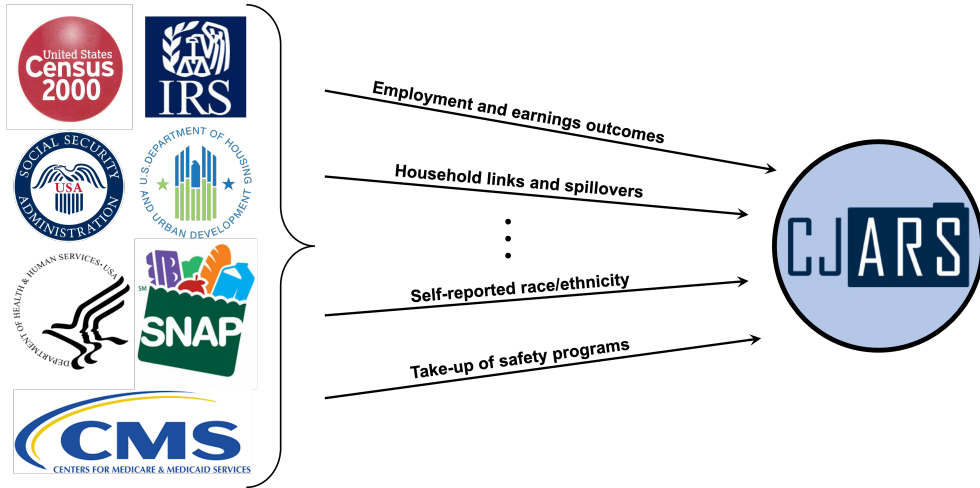 United States
Census
2000
IRS
SOCIAL SECURITY
USA
ADMINISTRATION
U.S.DEPARTMENT OF HOUSING
AND URBAN DEVELOPMENT
DEPARTMENT OF HEALTH & HUMAN SERVICES•USA
SM
SNAP
CMS
CENTERS FOR MEDICARE & MEDICAID SERVICES
Employment and earnings outcomes
Household links and spillovers
Self-reported race/ethnicity
Take-up of safety programs
CJARS